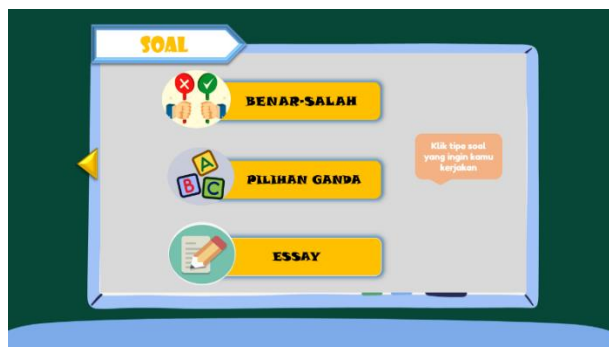 SOAL
BENAR-SALAH
PILIHAN GANDA
Klik tipe soal
yang ingin kamu
kerjakan
ESSAY
A
B C